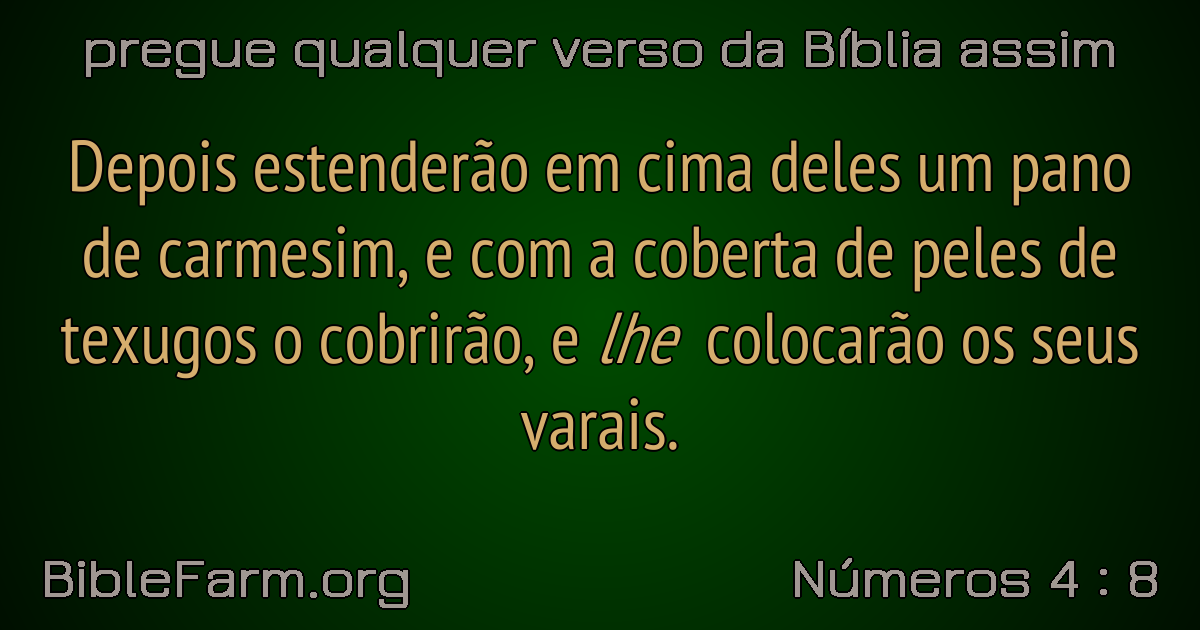 pregue qualquer verso da Bíblia assim
Depois estenderão em cima deles um pano
de carmesim, e com a coberta de peles de
texugos o cobrirão, e lhe colocarão os seus
varais.
BibleFarm.org
Números 4 : 8